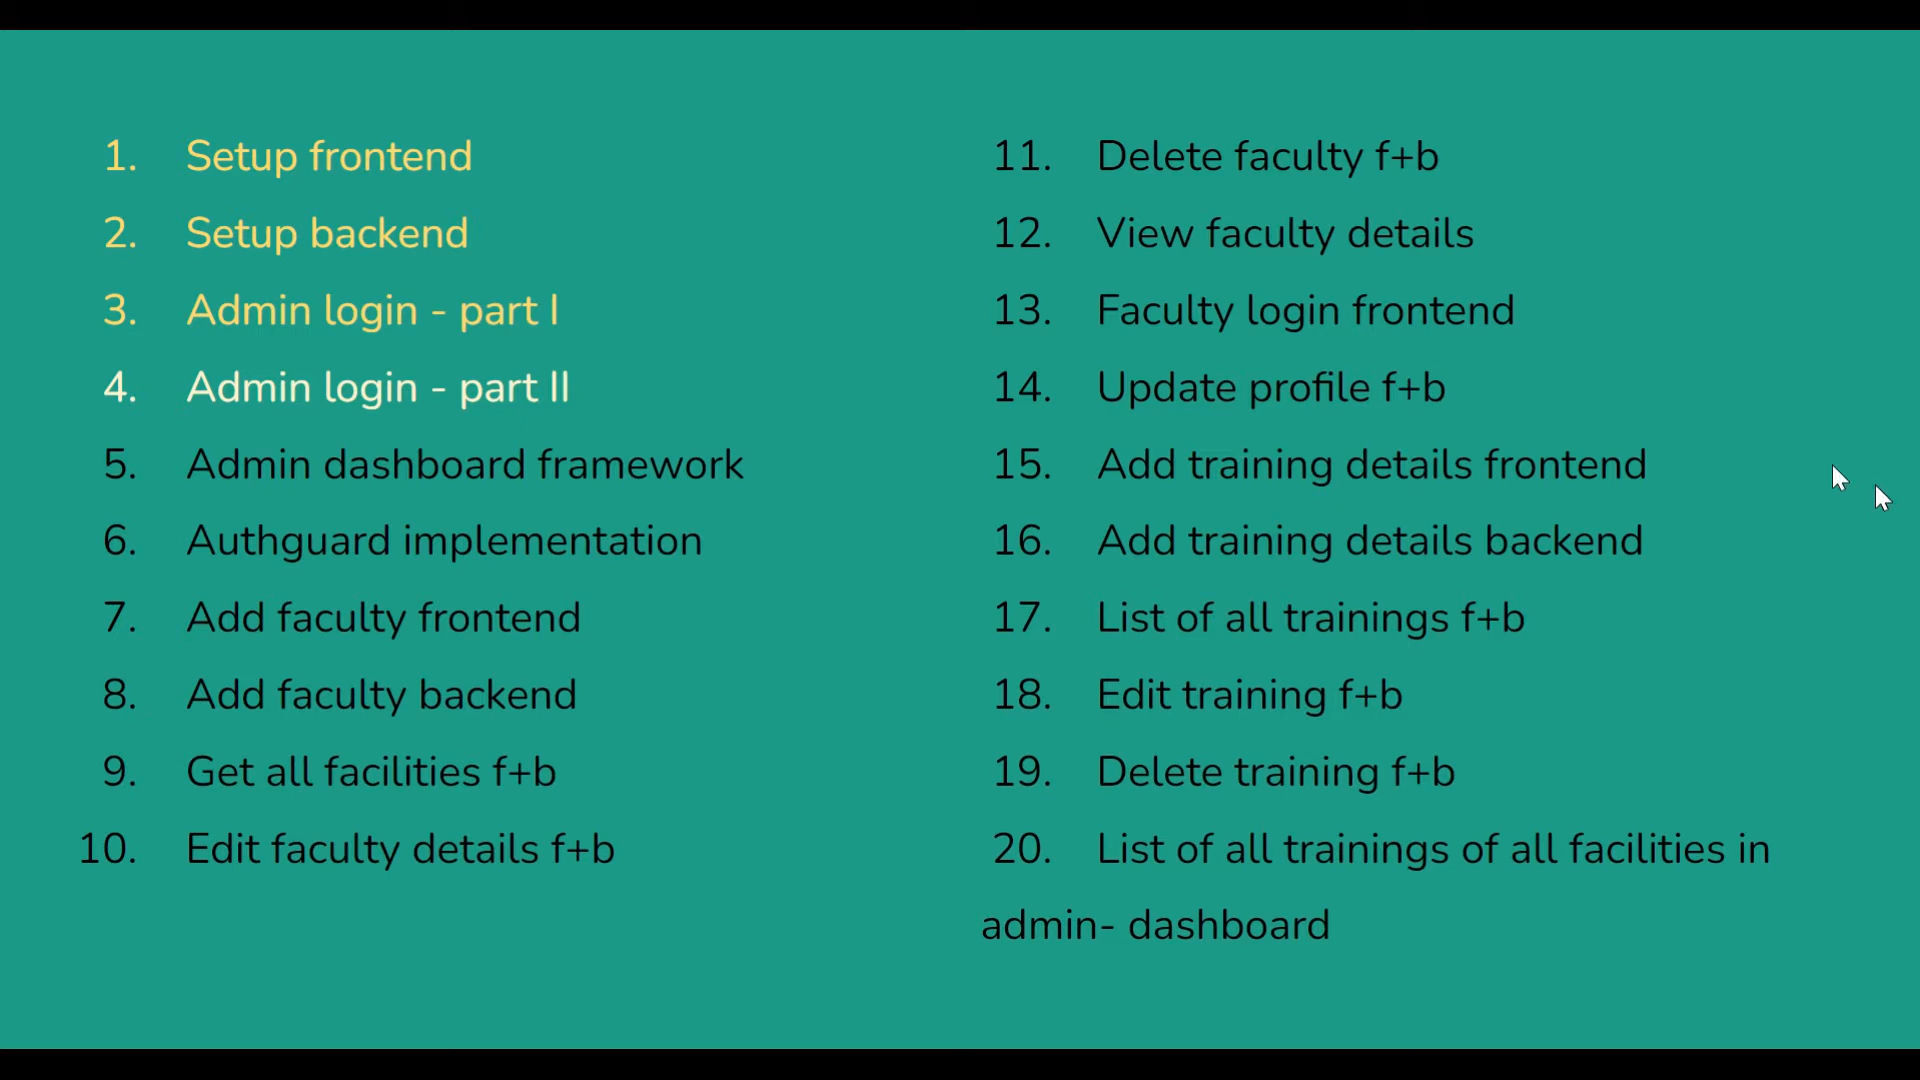 1. Setup frontend
2. Setup backend
3. Admin login - part I
4. Admin login - part II
5. Admin dashboard framework
6. Authguard implementation
7. Add faculty frontend
8. Add faculty backend
9. Get all facilities f+b
10. Edit faculty details f+b
11. Delete faculty f+b
12. View faculty details
13. Faculty login frontend
14. Update profile f+b
15. Add training details frontend
16. Add training details backend
17. List of all trainings f+b
18. Edit training f+b
19. Delete training f+b
20. List of all trainings of all facilities in
admin- dashboard